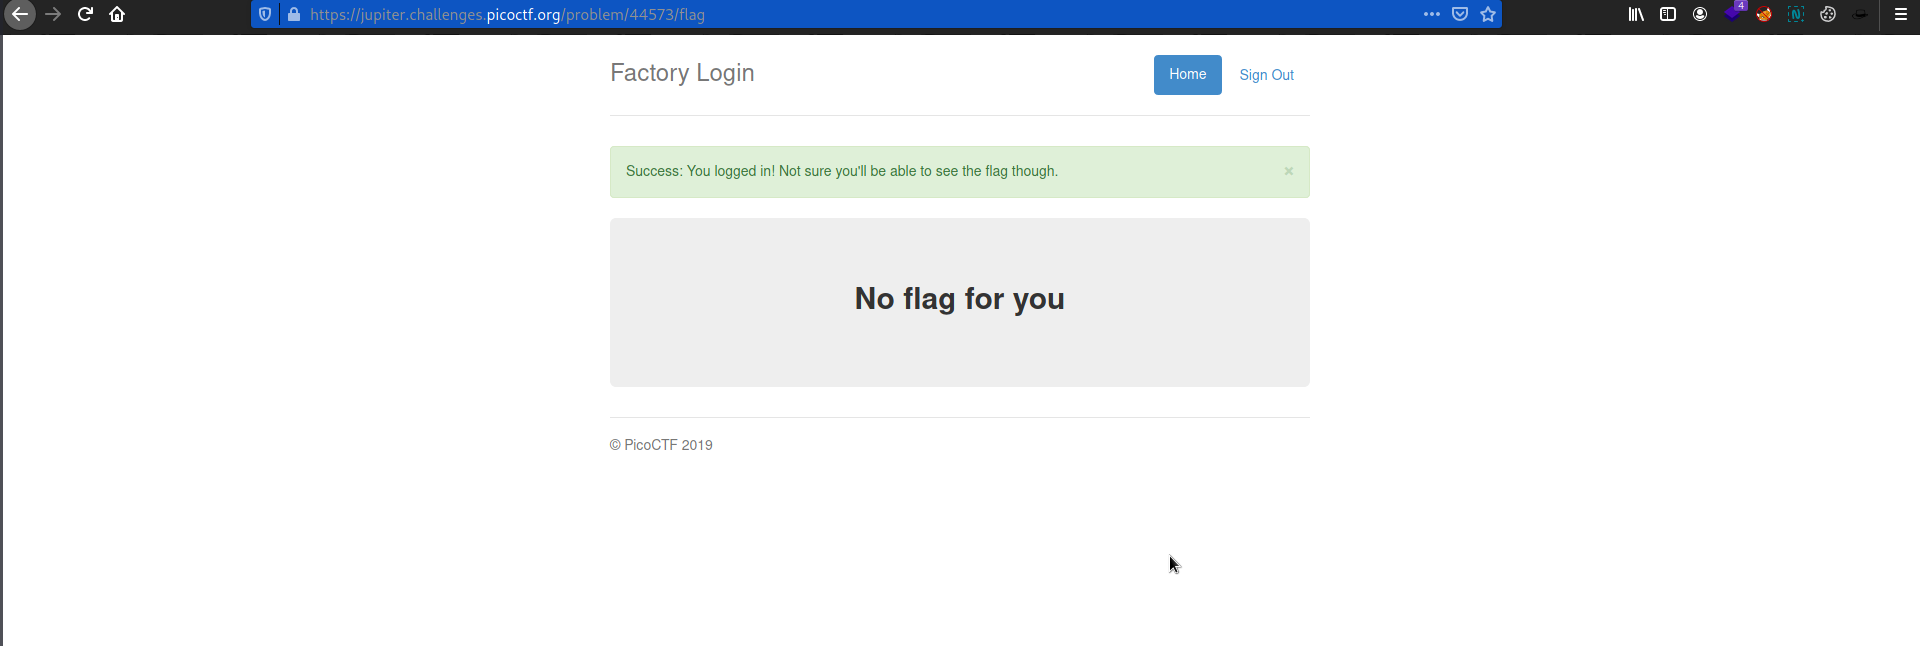 https://jupiter.challenges.picoctf.org/problem/44573/flag
4
N
Factory Login
Home
Sign Out
Success: You logged in! Not sure you'll be able to see the flag though.
×
No flag for you
© PicoCTF 2019